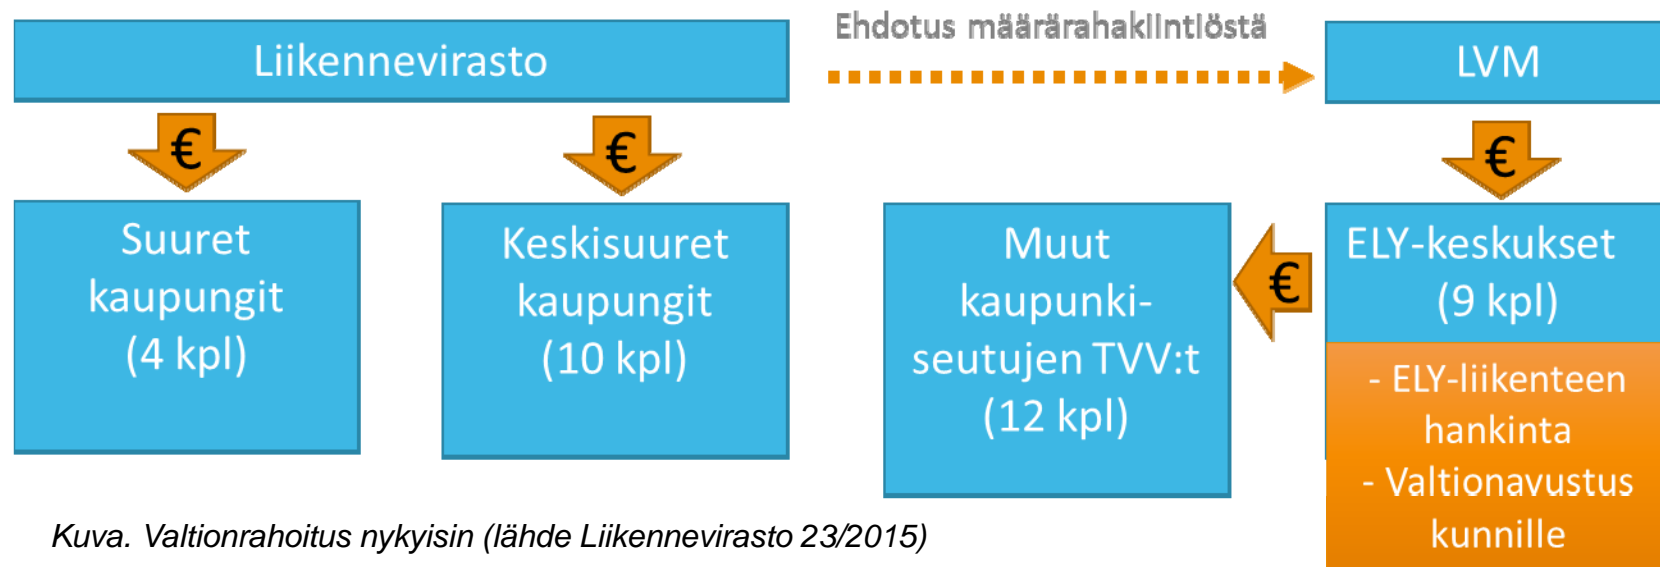 Liikennevirasto
Ehdotus määrärahakiintiöstä
LVM
€
€
€
Suuret
kaupungit
(4 kpl)
Keskisuuret
kaupungit
(10 kpl)
Muut
kaupunki-
seutujen TVV:t
(12 kpl)
€
ELY-keskukset
(9 kpl)
- ELY-liikenteen
hankinta
- Valtionavustus
kunnille
Kuva. Valtionrahoitus nykyisin (lähde Liikennevirasto 23/2015)